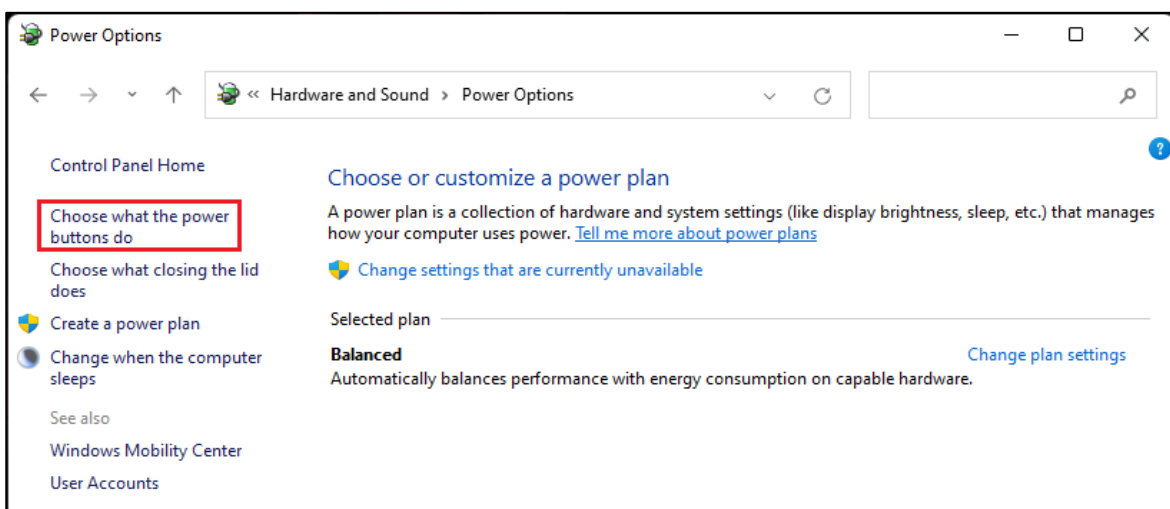 Power Options
« Hardware and Sound › Power Options
?
Control Panel Home
Choose what the power
buttons do
Choose what closing the lid
does
Create a power plan
Change when the computer
sleeps
See also
Windows Mobility Center
User Accounts
Choose or customize a power plan
A power plan is a collection of hardware and system settings (like display brightness, sleep, etc.) that manages
how your computer uses power. Tell me more about power plans
Change settings that are currently unavailable
Selected plan
Balanced
Change plan settings
Automatically balances performance with energy consumption on capable hardware.